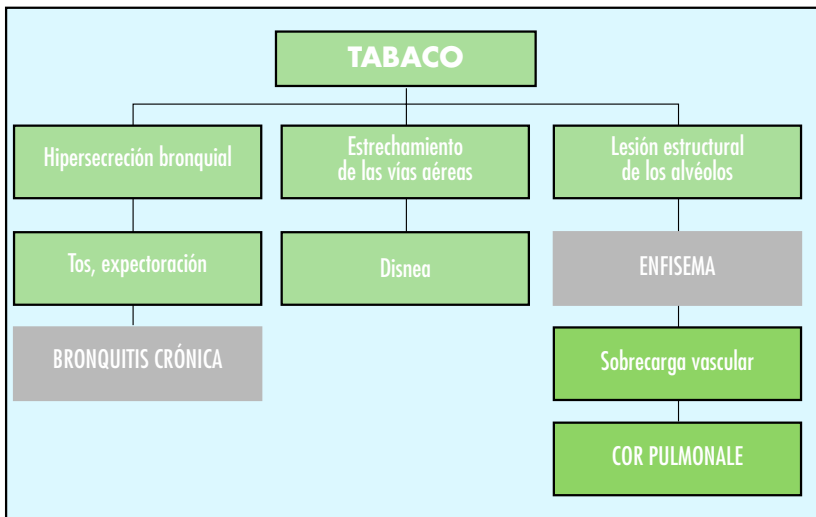 TABACO
Hipersecreción bronquial
Estrechamiento
de las vías aéreas
Lesión estructural
de los alvéolos
Tos, expectoración
Disnea
ENFISEMA
BRONQUITIS CRÓNICA
Sobrecarga vascular
COR PULMONALE